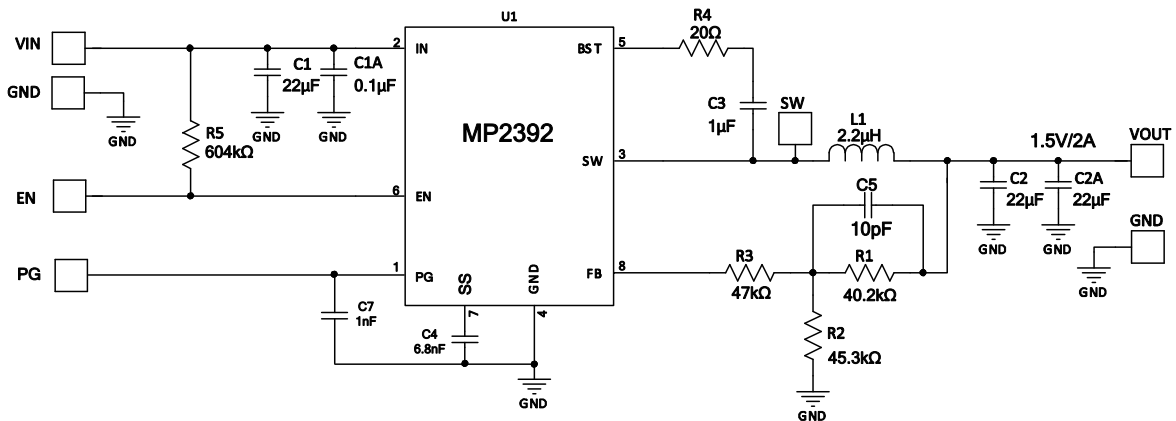 U1
MP2392
VIN
GND
GND
R5
604kΩ
C1
22µF
GND
C1A
0.1µF
GND
EN
PG
C7
1nF
C4
6.8nF
GND
2
IN
6
EN
1
PG
SS
7
GND
4
5
BST
3
SW
8
FB
R4
20Ω
C3
1µF
SW
L1
2.2µH
1.5V/2A
VOUT
C2
22µF
GND
C2A
22µF
GND
GND
GND
C5
10pF
R3
47kΩ
R1
40.2kΩ
R2
45.3kΩ
GND